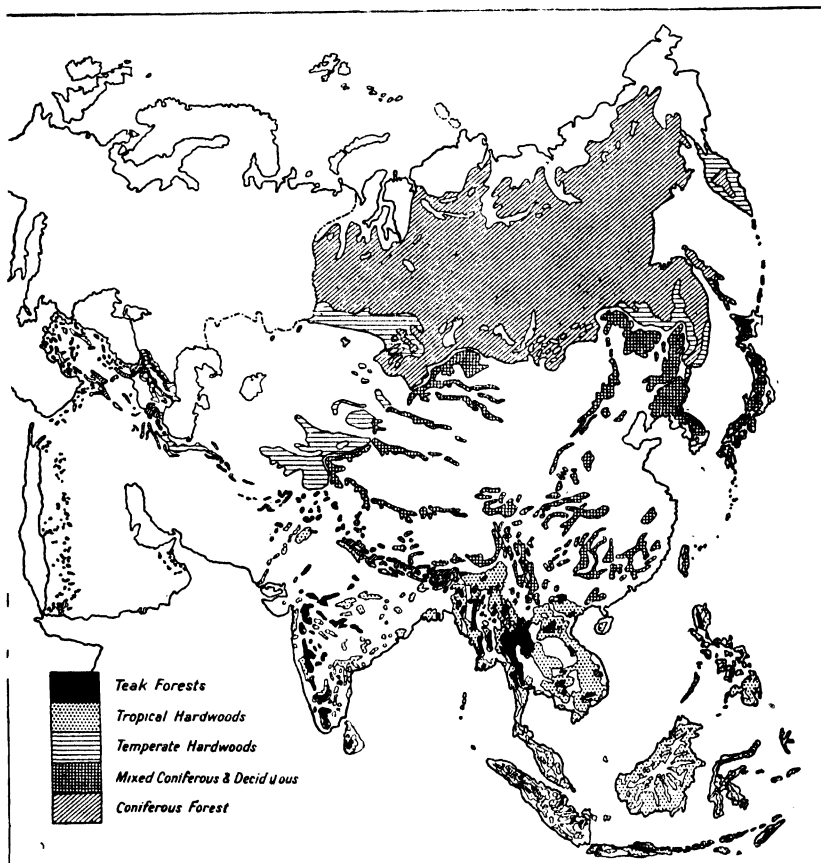 Teak Forests
Tropical Hardwoods
Temperate Hardwoods
Mixed Coniferous & Deciduous
Coniferous Forest